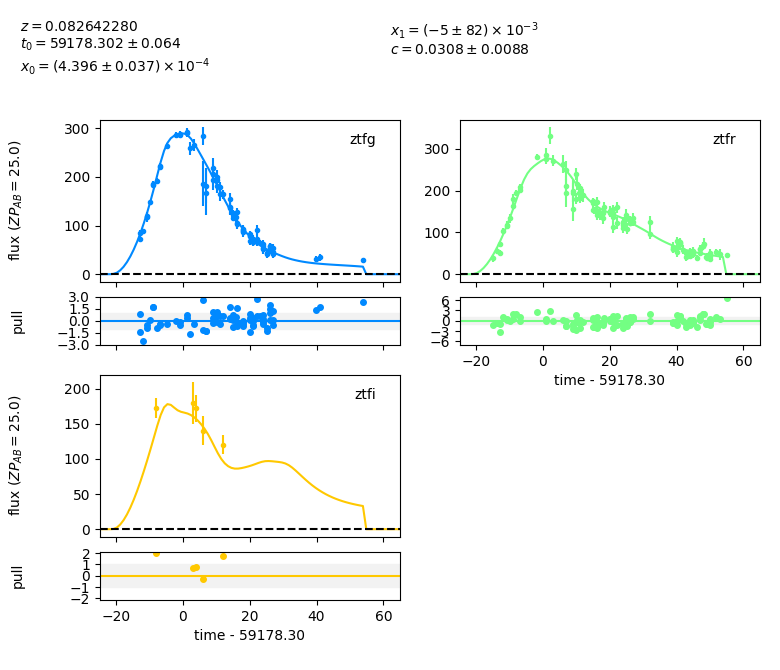 z = 0.082642280
t₀ = 59178.302 ± 0.064
x₀ = (4.396 ± 0.037) × 10⁻⁴
x₁ = (−5 ± 82) × 10⁻³
c = 0.0308 ± 0.0088
flux (ZP_AB = 25.0)
300
200
100
0
ztfg
300
200
100
0
ztfr
pull
3.0
1.5
0.0
−1.5
−3.0
6
3
0
−3
−6
−20
0
20
40
60
time - 59178.30
flux (ZP_AB = 25.0)
200
150
100
50
0
ztfi
pull
2
1
0
−1
−2
−20
0
20
40
60
time - 59178.30